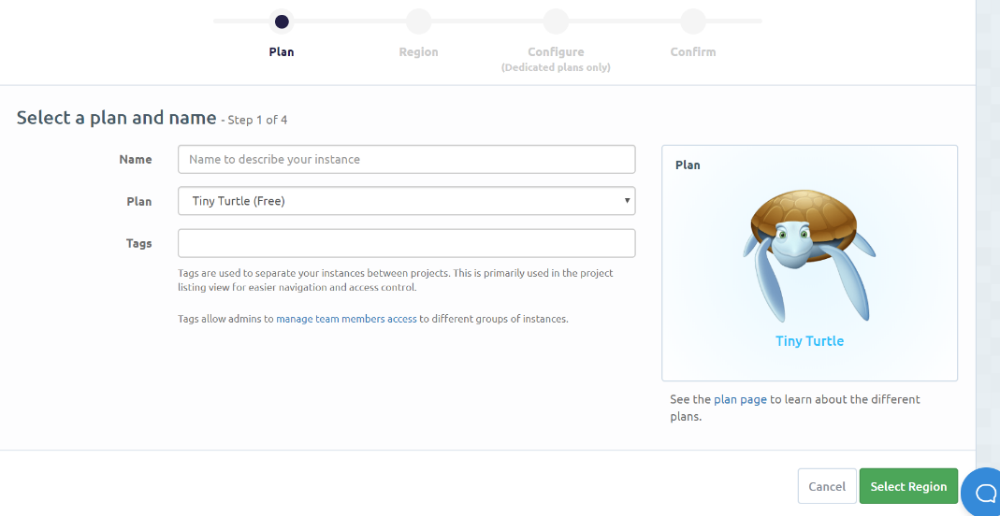 Plan
Region
Configure
Confirm
(Dedicated plans only)
Select a plan and name - Step 1 of 4
Name
Name to describe your instance
Plan
Tiny Turtle (Free)
Tags
Tags are used to separate your instances between projects. This is primarily used in the project
listing view for easier navigation and access control.
Tags allow admins to manage team members access to different groups of instances.
Plan
Tiny Turtle
See the plan page to learn about the different
plans.
Cancel
Select Region